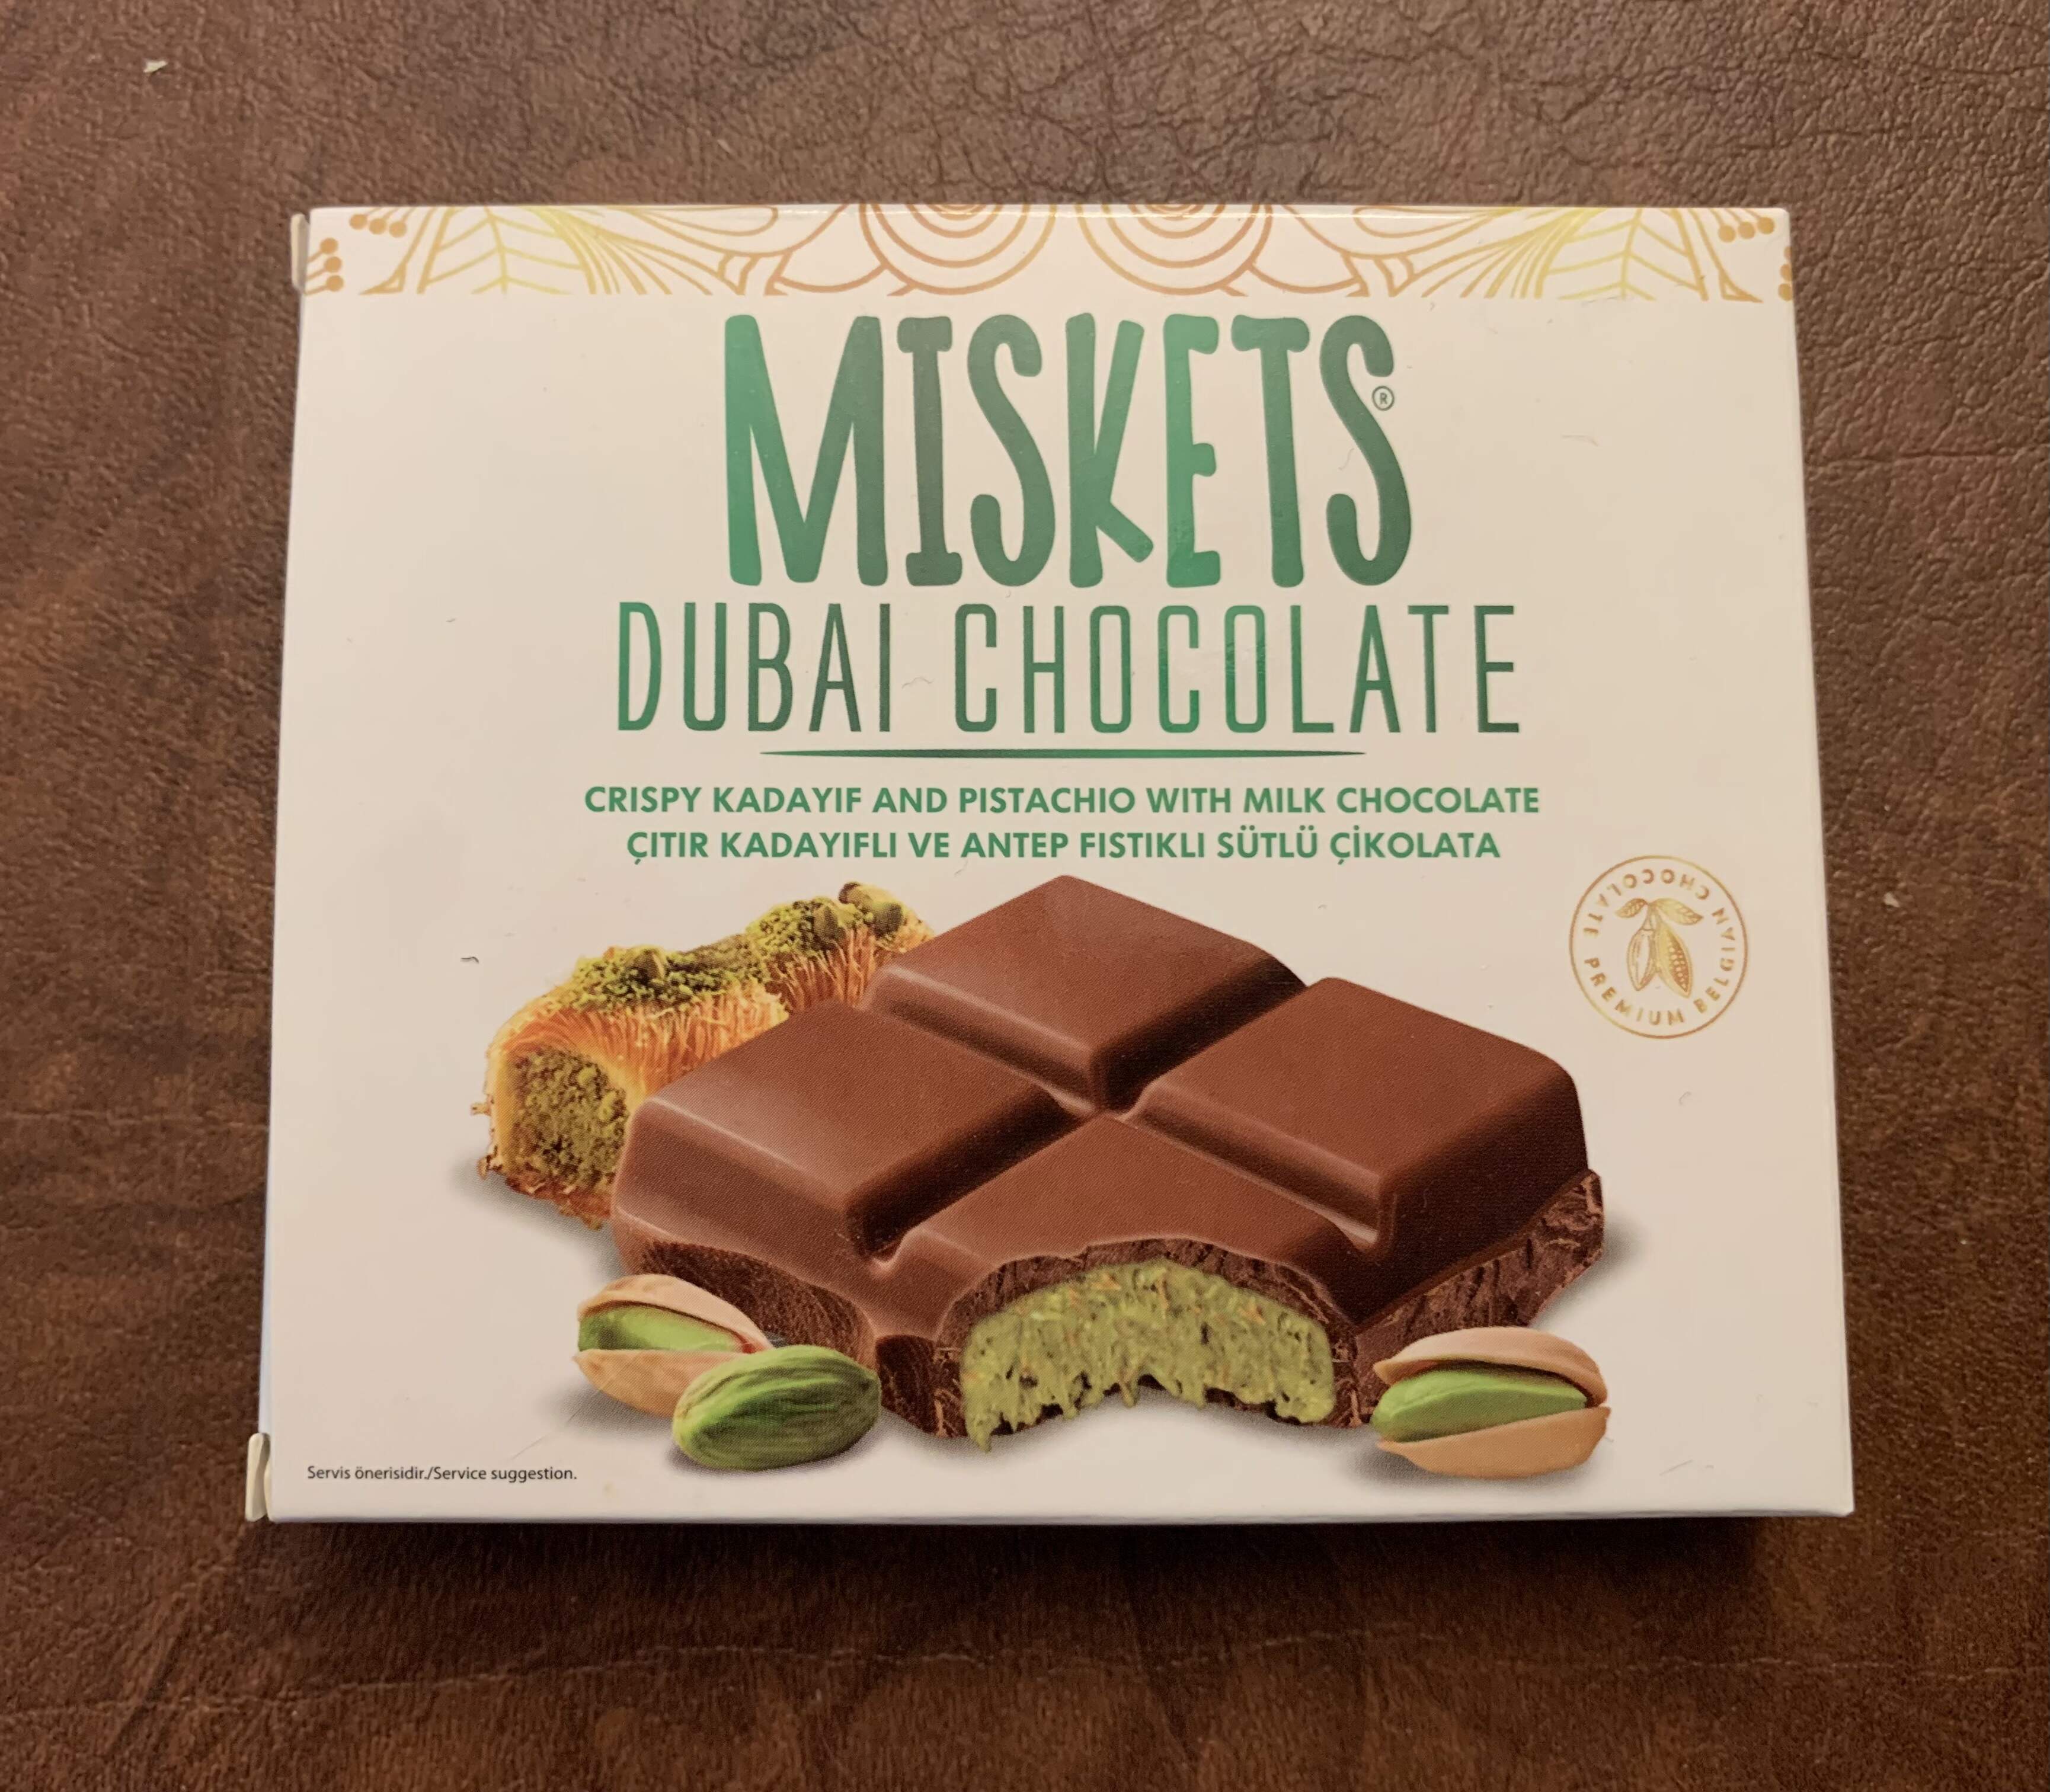 MISKETS®
DUBAI CHOCOLATE
CRISPY KADAYIF AND PISTACHIO WITH MILK CHOCOLATE
ÇITIR KADAYIFLI VE ANTEP FISTIKLI SÜTLÜ ÇİKOLATA
PREMIUM BELGIAN CHOCOLATE
Servis önerisidir./Service suggestion.